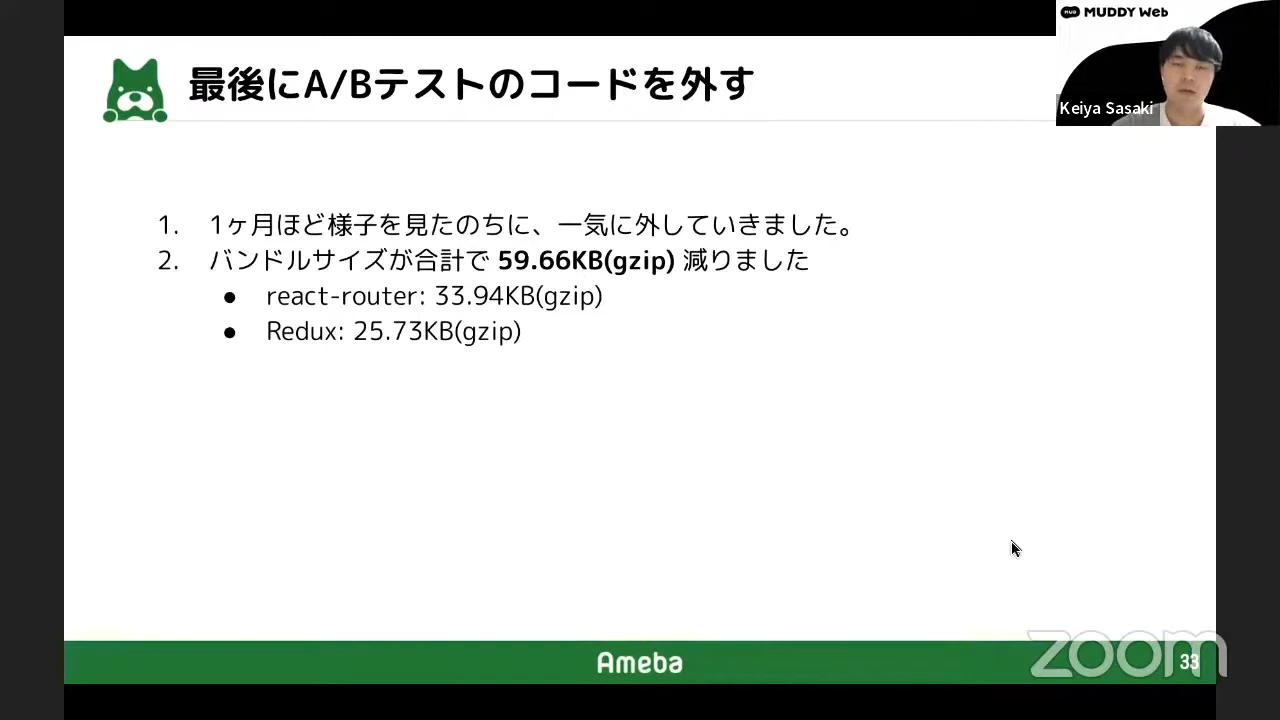 MUDDY Web
Keiya Sasaki
最後にA/Bテストのコードを外す
1. 1ヶ月ほど様子を見たのちに、一気に外していきました。
2. バンドルサイズが合計で 59.66KB(gzip) 減りました
● react-router: 33.94KB(gzip)
● Redux: 25.73KB(gzip)
Ameba
zoom
33